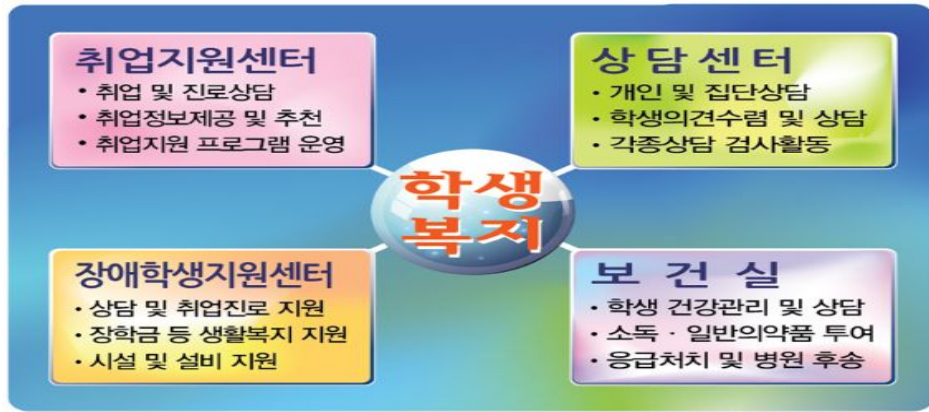 취업지원센터
• 취업 및 진로상담
• 취업정보제공 및 추천
• 취업지원 프로그램 운영
상담센터
• 개인 및 집단상담
• 학생의견수렴 및 상담
• 각종상담 검사활동
학생
복지
장애학생지원센터
• 상담 및 취업진로 지원
• 장학금 등 생활복지 지원
• 시설 및 설비 지원
보건실
• 학생 건강관리 및 상담
• 소독 · 일반의약품 투여
• 응급처치 및 병원 후송